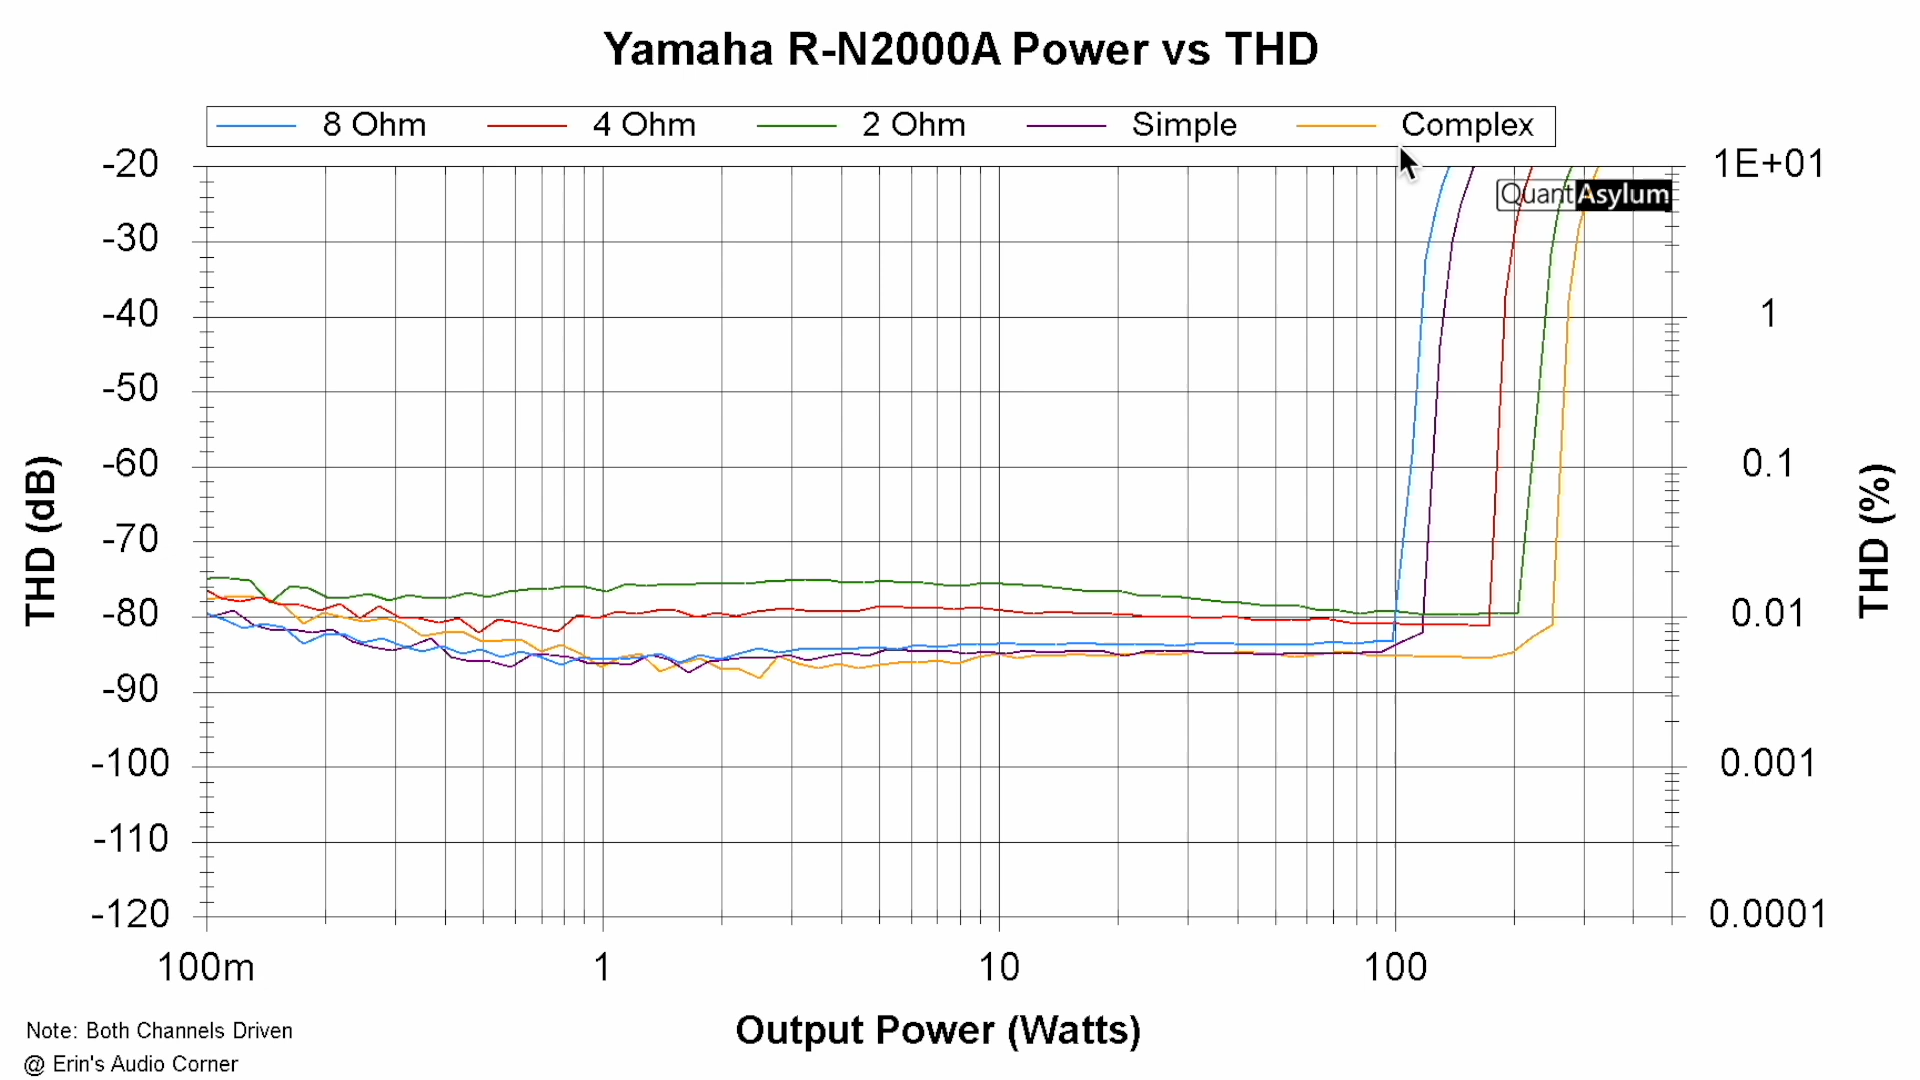 Yamaha R-N2000A Power vs THD
8 Ohm 4 Ohm 2 Ohm Simple Complex
QuantAsylum
-20 1E+01
-30
-40 1
-50
-60 0.1
-70
-80 0.01
-90
-100 0.001
-110
-120 0.0001
THD (dB)
THD (%)
100m 1 10 100
Output Power (Watts)
Note: Both Channels Driven
@ Erin's Audio Corner